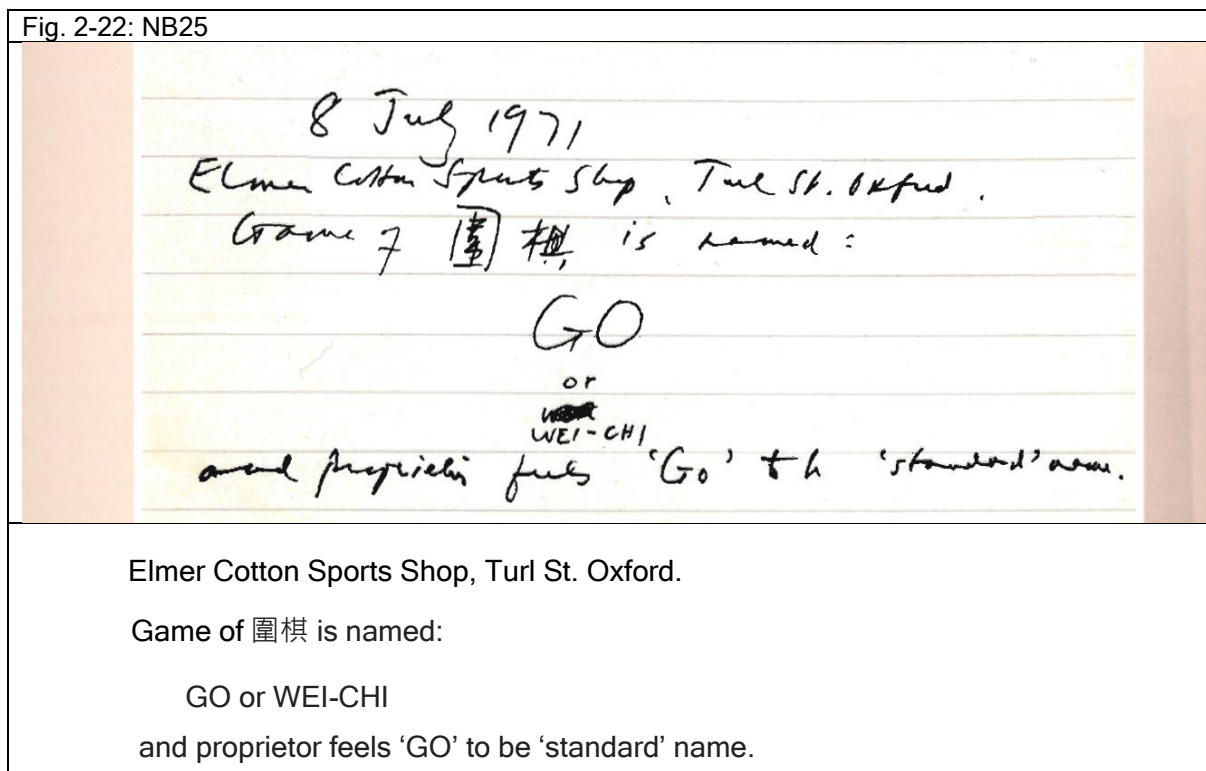 Fig. 2-22: NB25
8 July 1971
Elmer Cotton Sports Shop, Turl St. Oxford.
Game of 圍棋 is named:
GO
or
WEI-CHI
and proprietor feels 'Go' to be 'standard' name.
Elmer Cotton Sports Shop, Turl St. Oxford.
Game of 圍棋 is named:
GO or WEI-CHI
and proprietor feels ‘GO’ to be ‘standard’ name.